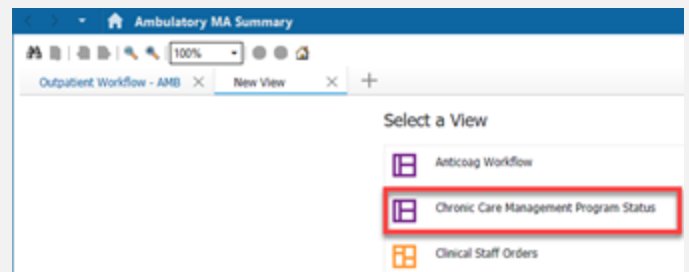 Ambulatory MA Summary
100%
Outpatient Workflow - AMB
New View
Select a View
Anticoag Workflow
Chronic Care Management Program Status
Clinical Staff Orders